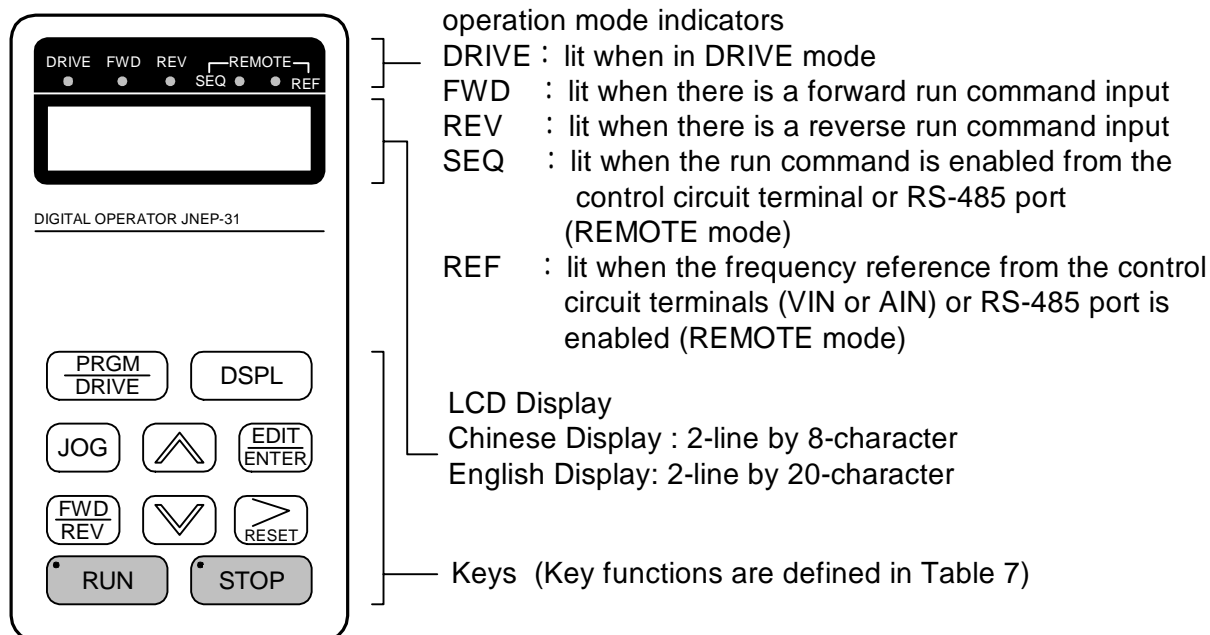 DRIVE FWD REV REMOTE
SEQ REF
DIGITAL OPERATOR JNEP-31
PRGM
DRIVE
DSPL
JOG
EDIT
ENTER
FWD
REV
RESET
RUN
STOP
operation mode indicators
DRIVE : lit when in DRIVE mode
FWD : lit when there is a forward run command input
REV : lit when there is a reverse run command input
SEQ : lit when the run command is enabled from the
control circuit terminal or RS-485 port
(REMOTE mode)
REF : lit when the frequency reference from the control
circuit terminals (VIN or AIN) or RS-485 port is
enabled (REMOTE mode)
LCD Display
Chinese Display : 2-line by 8-character
English Display: 2-line by 20-character
Keys (Key functions are defined in Table 7)